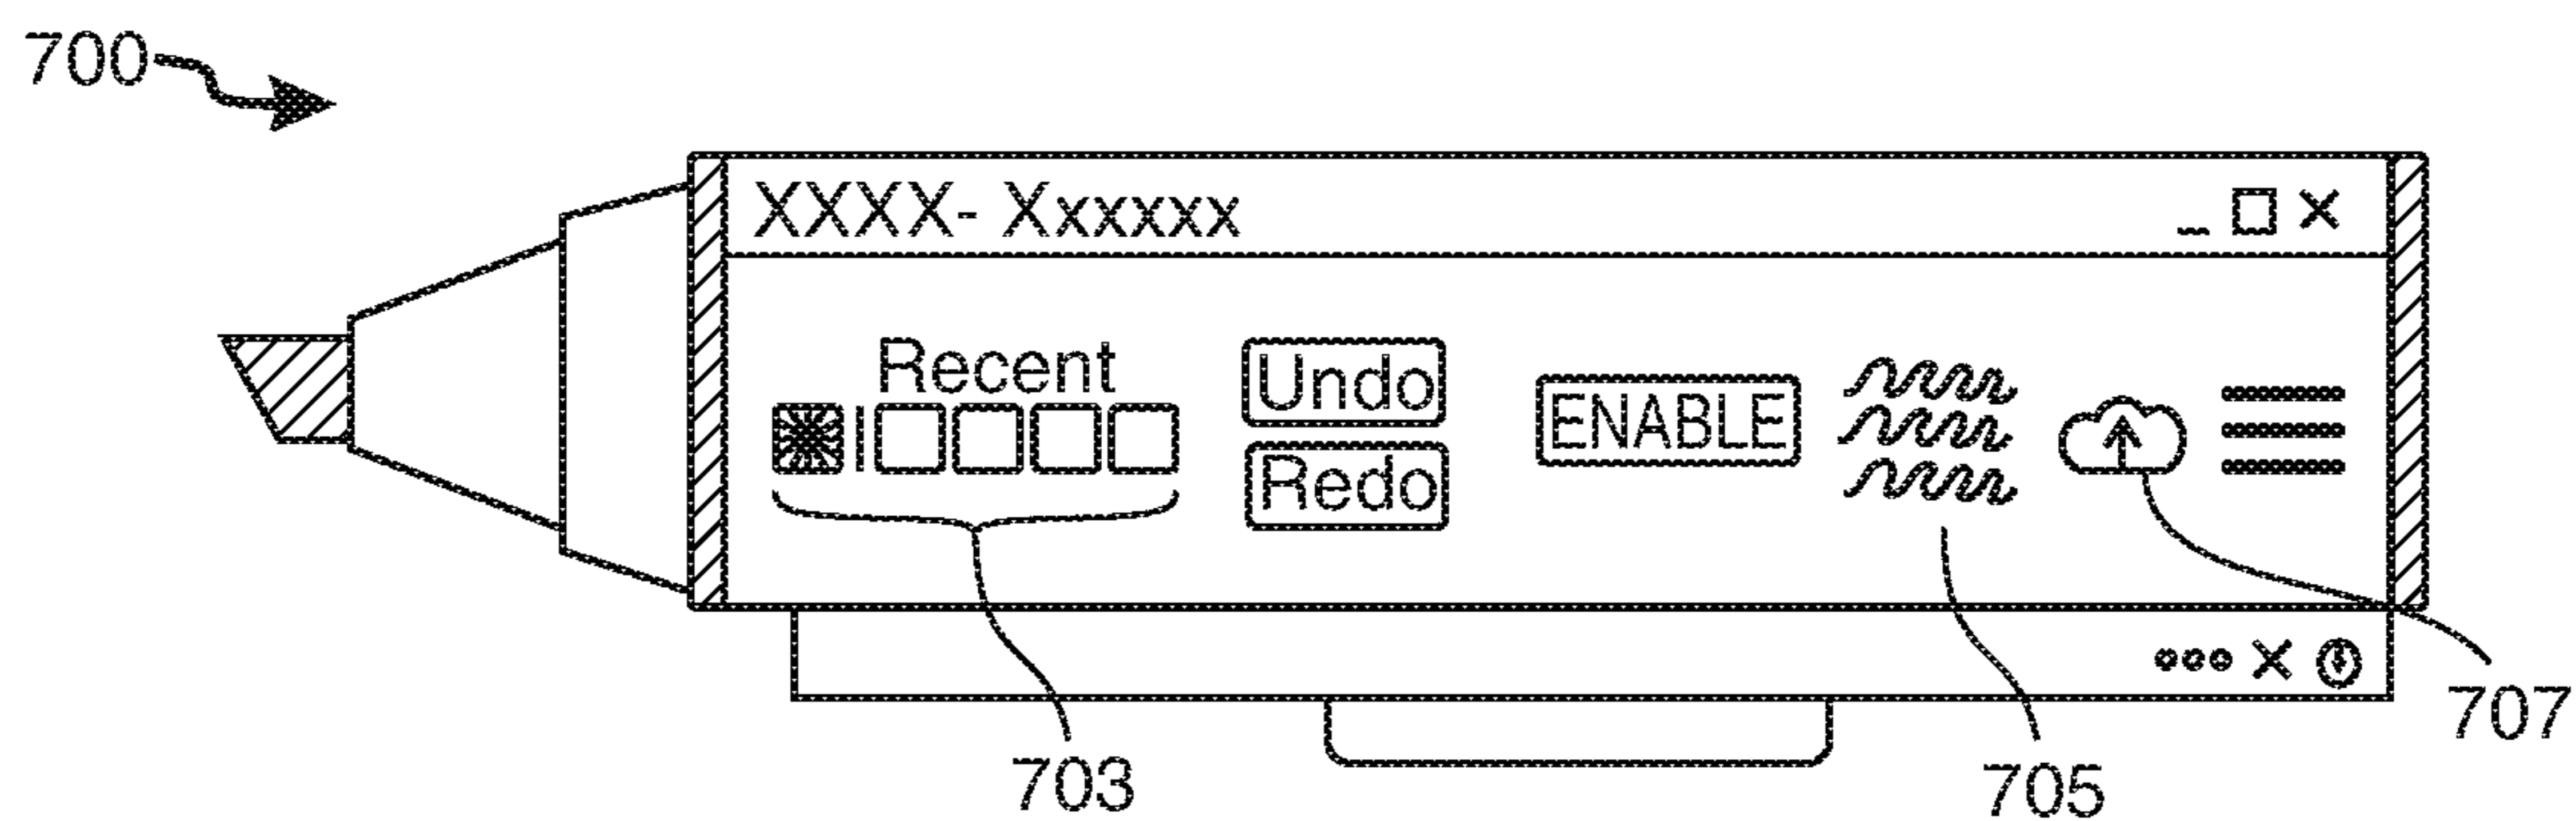 700
XXXX- Xxxxxx
Recent
Undo
ENABLE
Redo
703
705
707